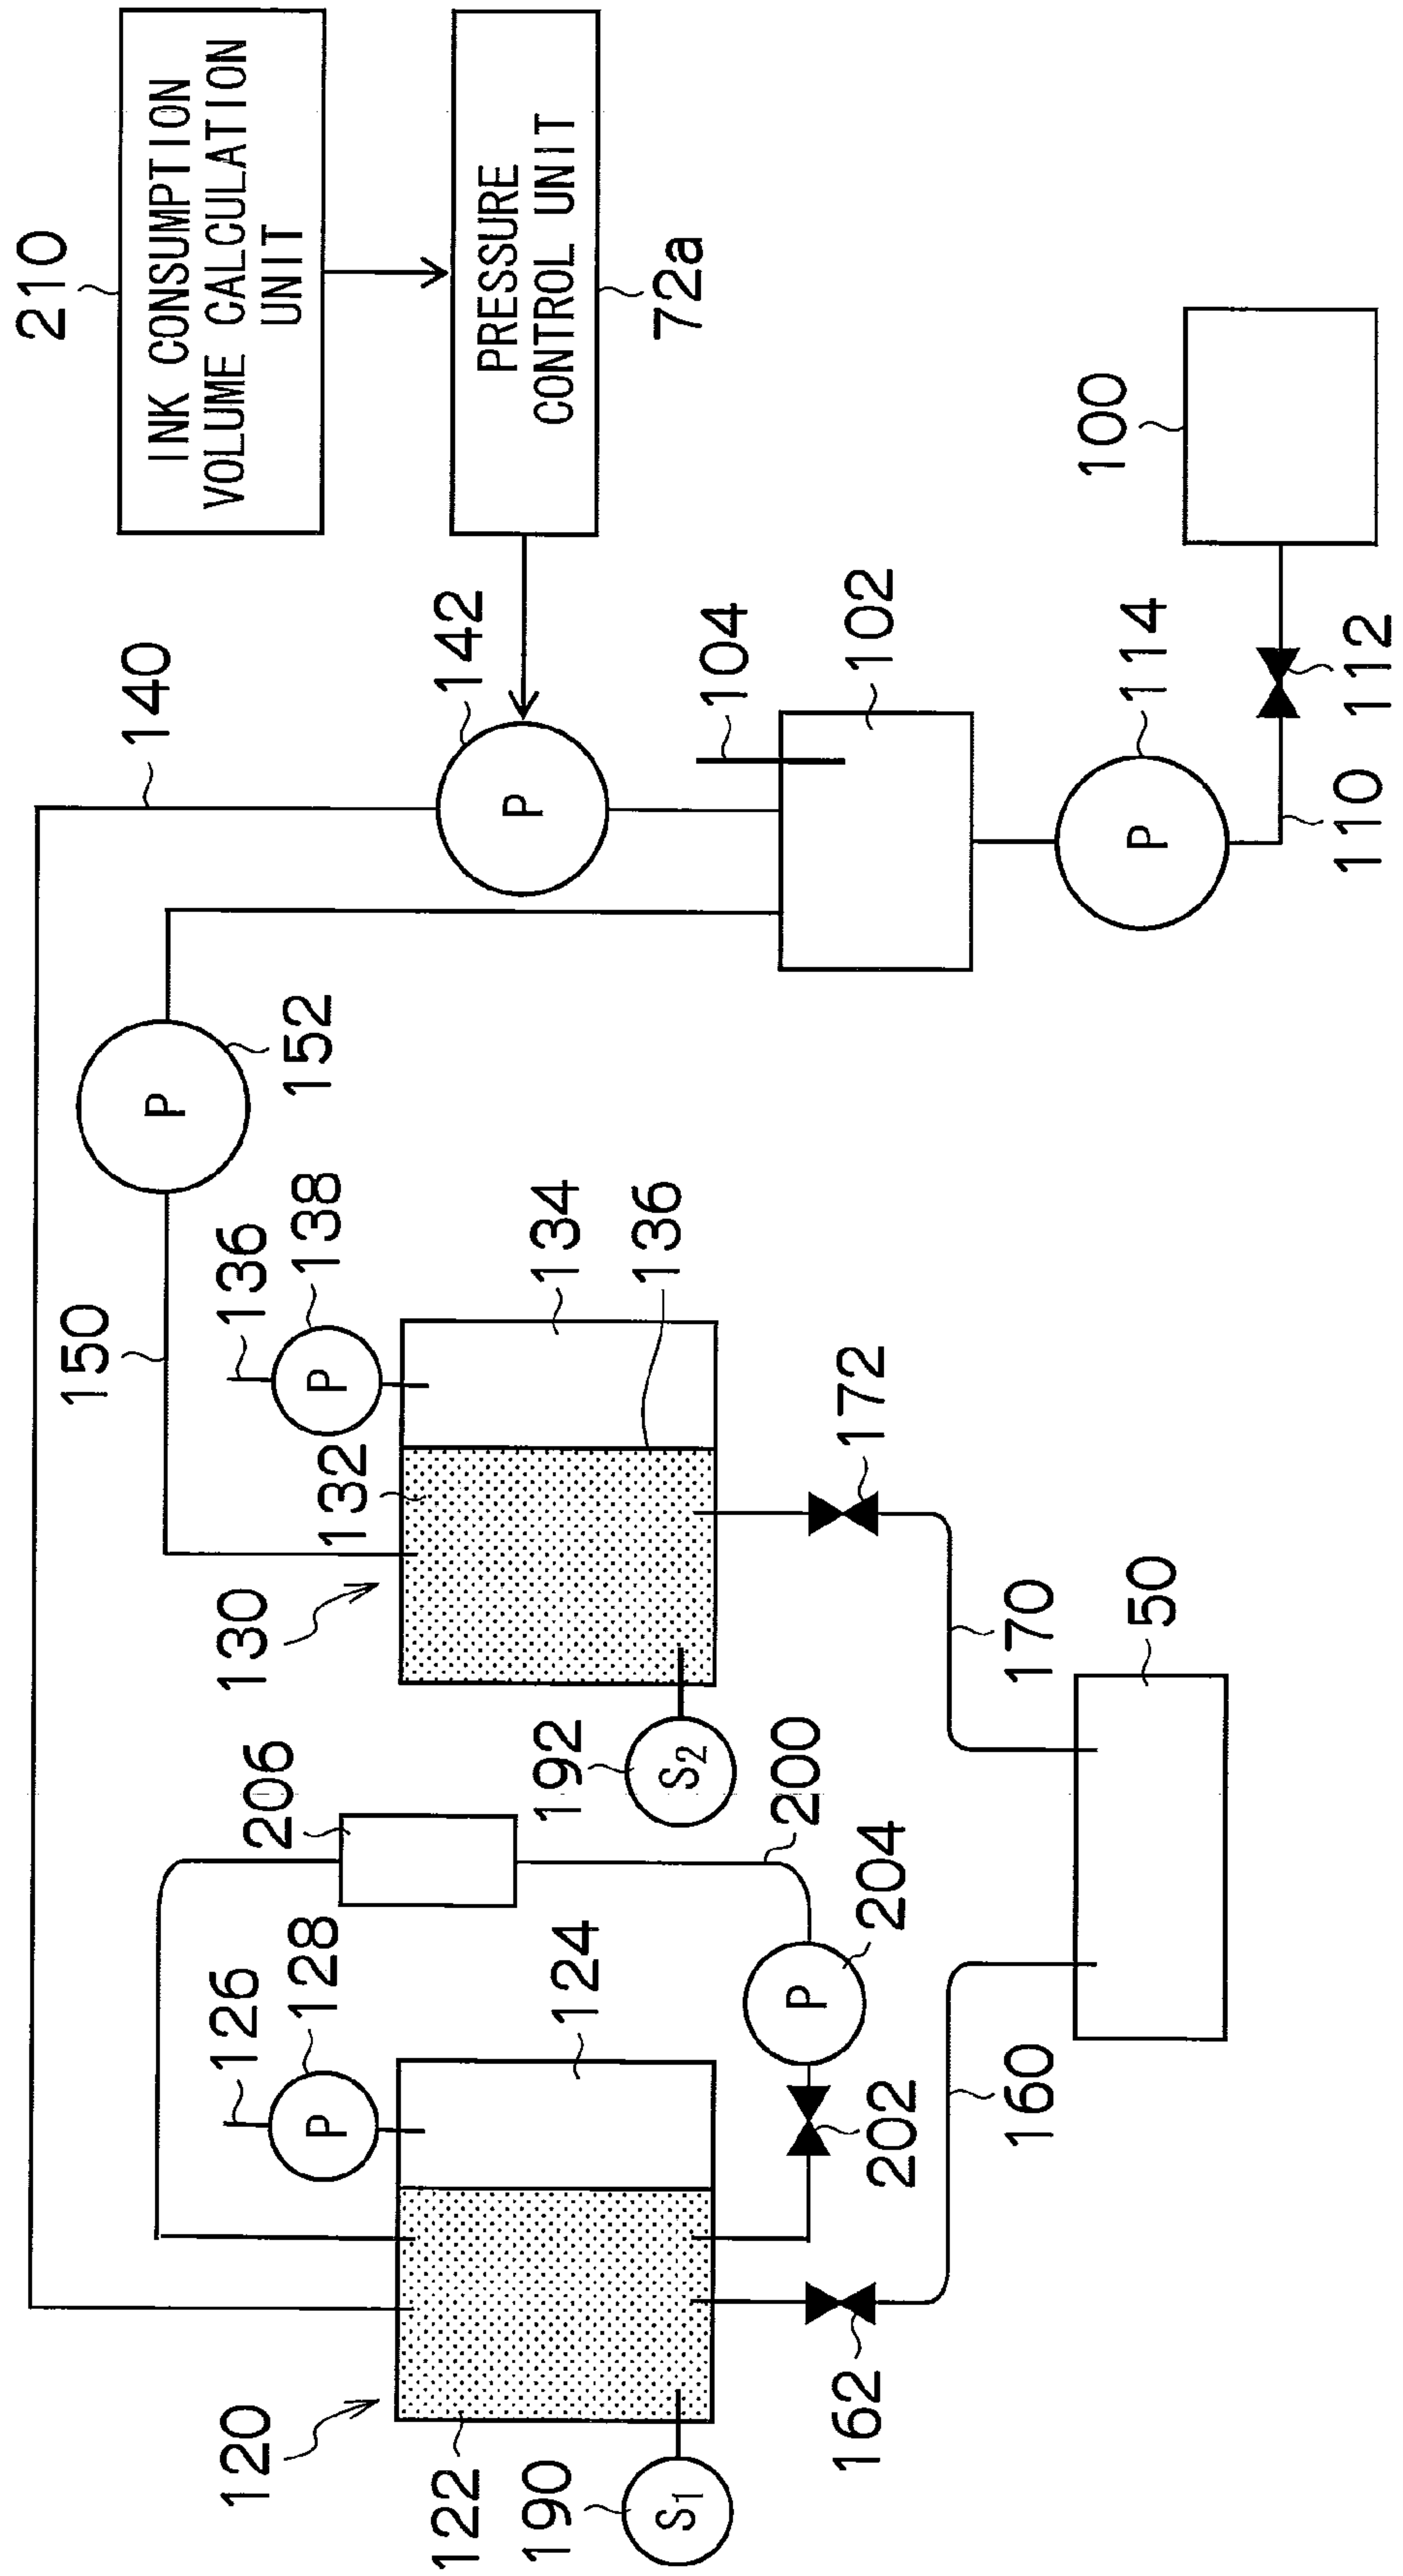 210
INK CONSUMPTION
VOLUME CALCULATION
UNIT
PRESSURE
CONTROL UNIT
72a
140
142
P
104
102
100
114
P
112
110
150
152
P
136
138
P
134
136
132
130
172
170
192
S2
206
200
204
P
202
126
128
P
124
120
122
190
S1
162
160
50